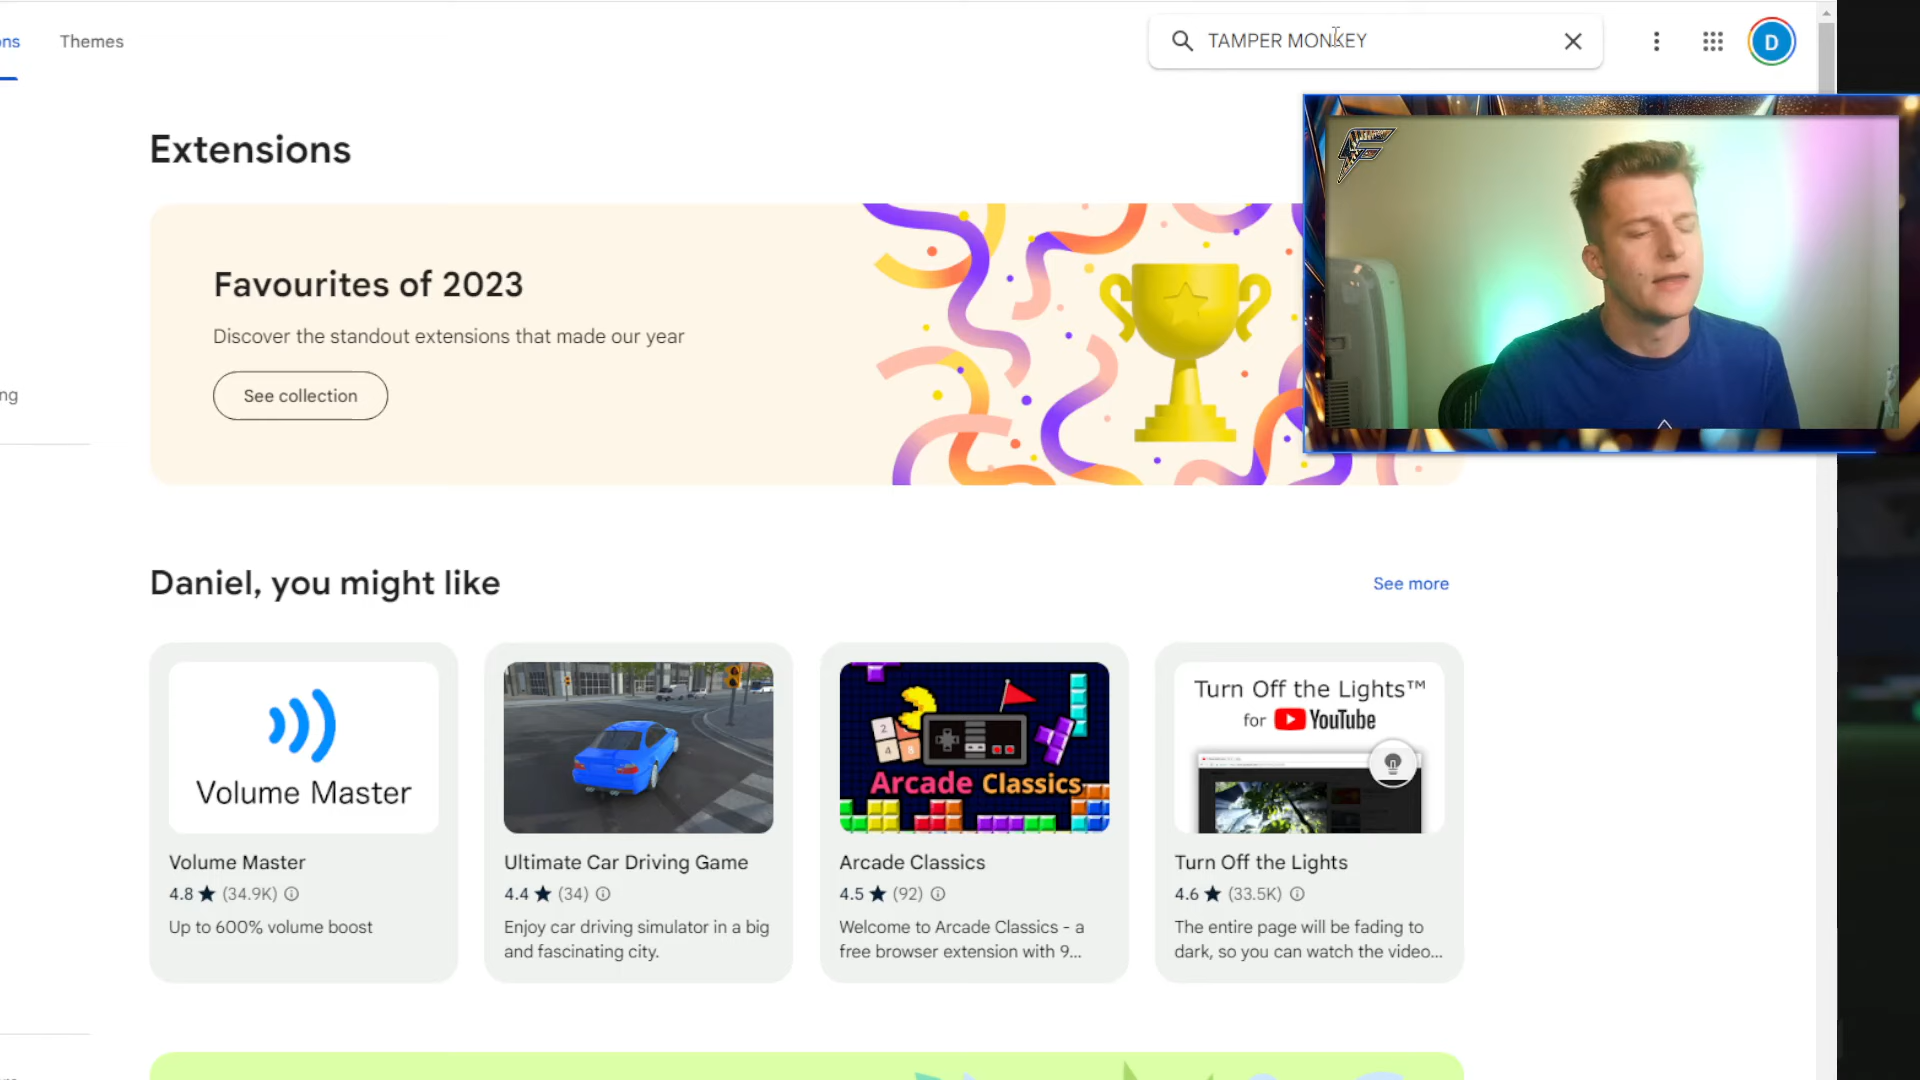 ons
Themes
TAMPER MONKEY
D
Extensions
Favourites of 2023
Discover the standout extensions that made our year
See collection
ng
Daniel, you might like
See more
Volume Master
Volume Master
4.8 ★ (34.9K)
Up to 600% volume boost
Ultimate Car Driving Game
4.4 ★ (34)
Enjoy car driving simulator in a big
and fascinating city.
2
4 8
Arcade Classics
Arcade Classics
4.5 ★ (92)
Welcome to Arcade Classics - a
free browser extension with 9...
Turn Off the Lights™
for YouTube
Turn Off the Lights
4.6 ★ (33.5K)
The entire page will be fading to
dark, so you can watch the video...